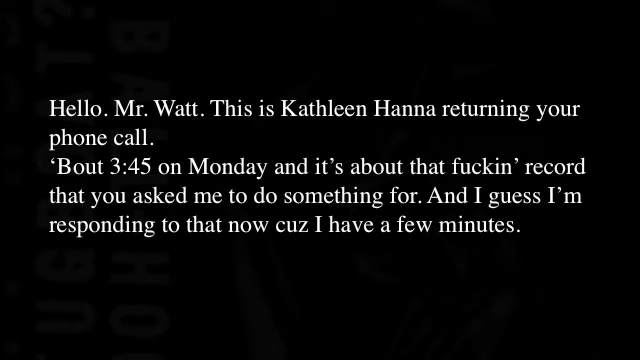 Hello. Mr. Watt. This is Kathleen Hanna returning your
phone call.
‘Bout 3:45 on Monday and it’s about that fuckin’ record
that you asked me to do something for. And I guess I’m
responding to that now cuz I have a few minutes.